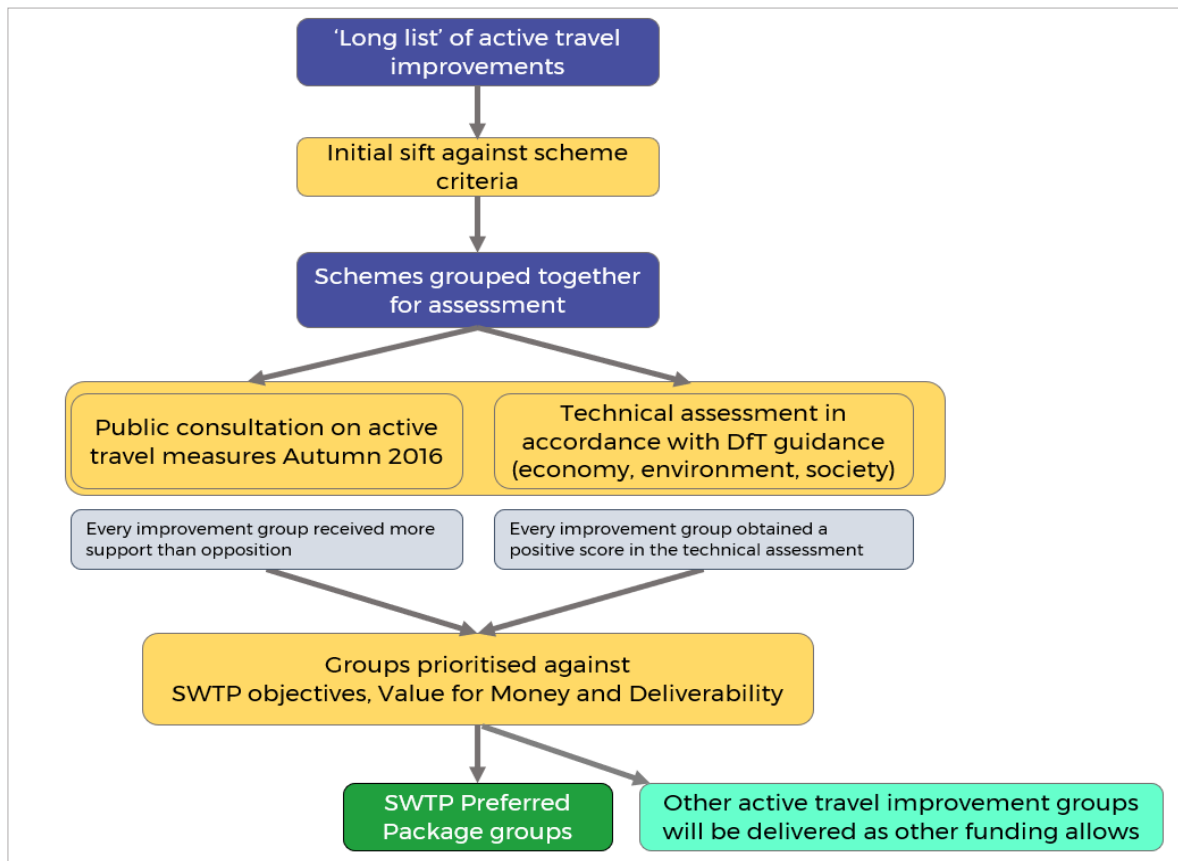 ‘Long list’ of active travel
improvements
Initial sift against scheme
criteria
Schemes grouped together
for assessment
Public consultation on active
travel measures Autumn 2016
Technical assessment in
accordance with DfT guidance
(economy, environment, society)
Every improvement group received more
support than opposition
Every improvement group obtained a
positive score in the technical assessment
Groups prioritised against
SWTP objectives, Value for Money and Deliverability
SWTP Preferred
Package groups
Other active travel improvement groups
will be delivered as other funding allows